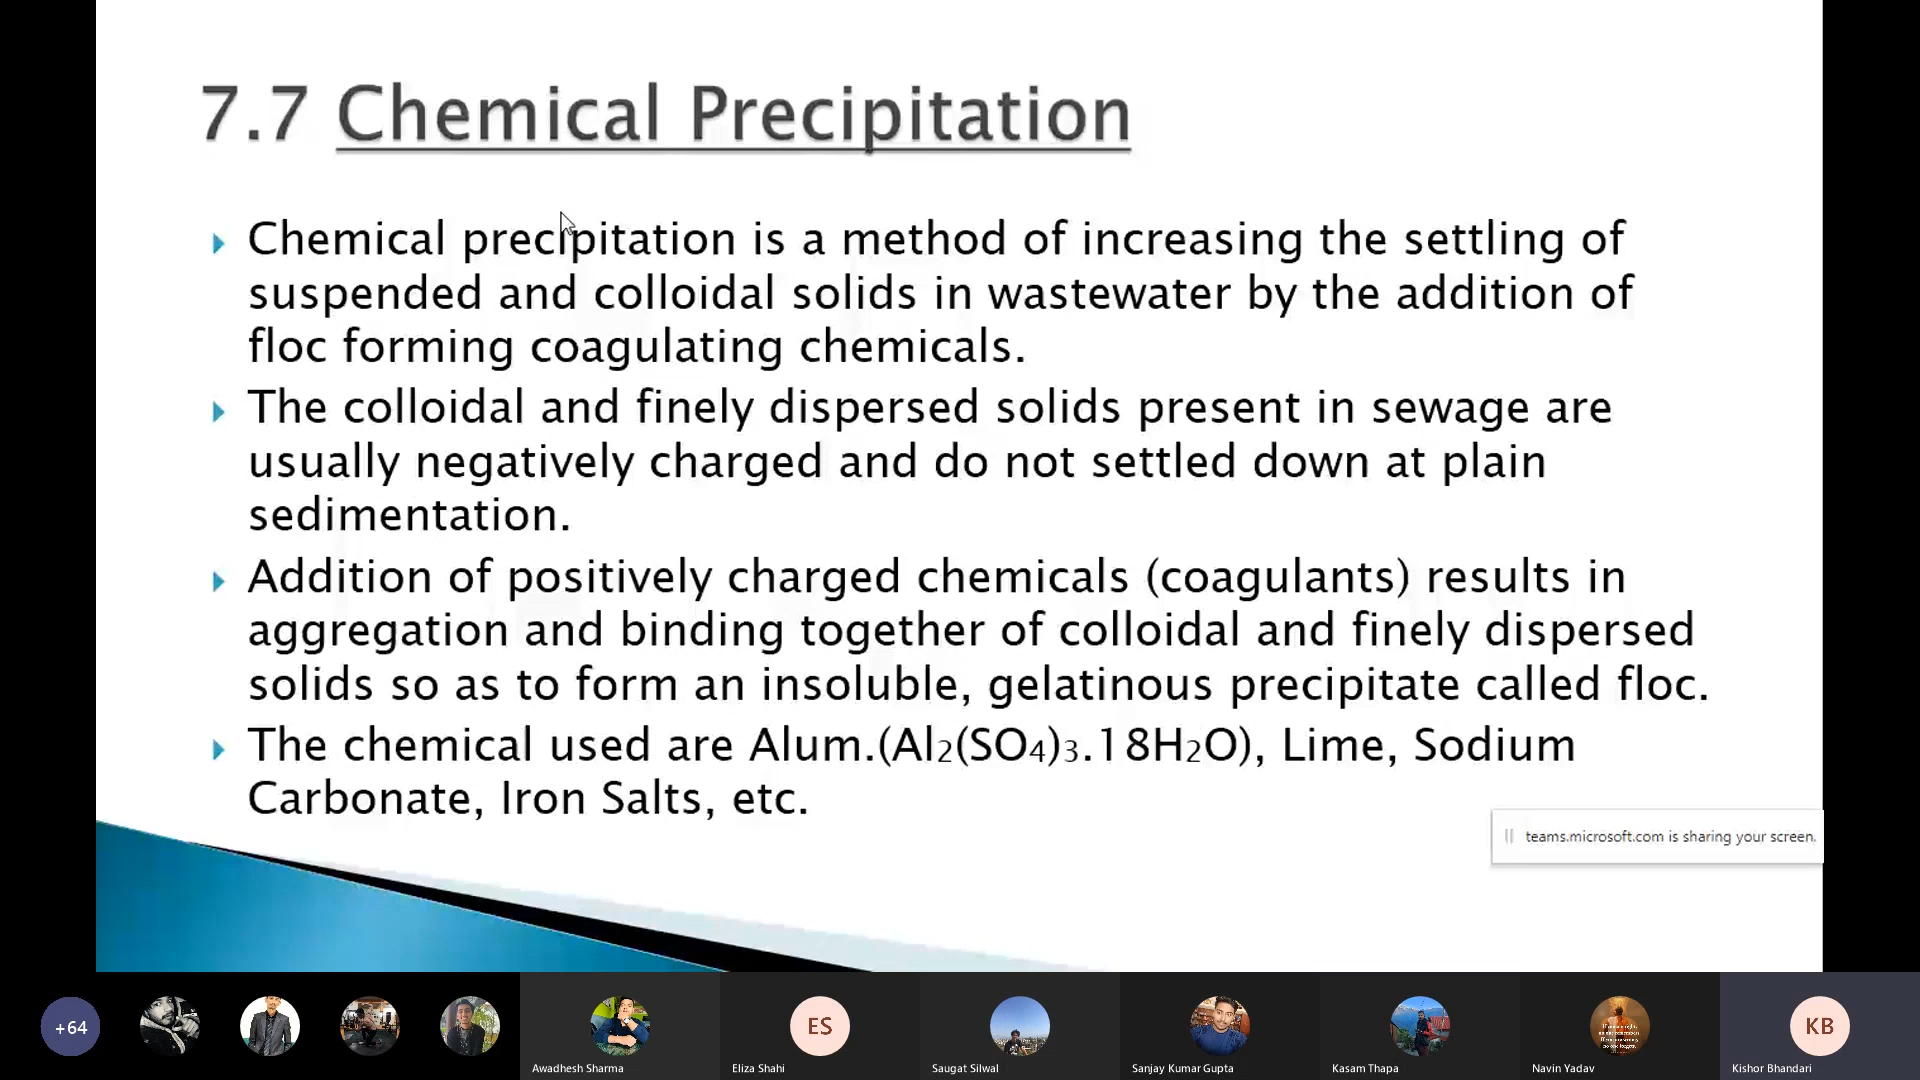 7.7 Chemical Precipitation
Chemical precipitation is a method of increasing the settling of
suspended and colloidal solids in wastewater by the addition of
floc forming coagulating chemicals.
The colloidal and finely dispersed solids present in sewage are
usually negatively charged and do not settled down at plain
sedimentation.
Addition of positively charged chemicals (coagulants) results in
aggregation and binding together of colloidal and finely dispersed
solids so as to form an insoluble, gelatinous precipitate called floc.
The chemical used are Alum.(Al2(SO4)3.18H2O), Lime, Sodium
Carbonate, Iron Salts, etc.
teams.microsoft.com is sharing your screen.
+64
ES
KB
Awadhesh Sharma
Eliza Shahi
Saugat Silwal
Sanjay Kumar Gupta
Kasam Thapa
Navin Yadav
Kishor Bhandari